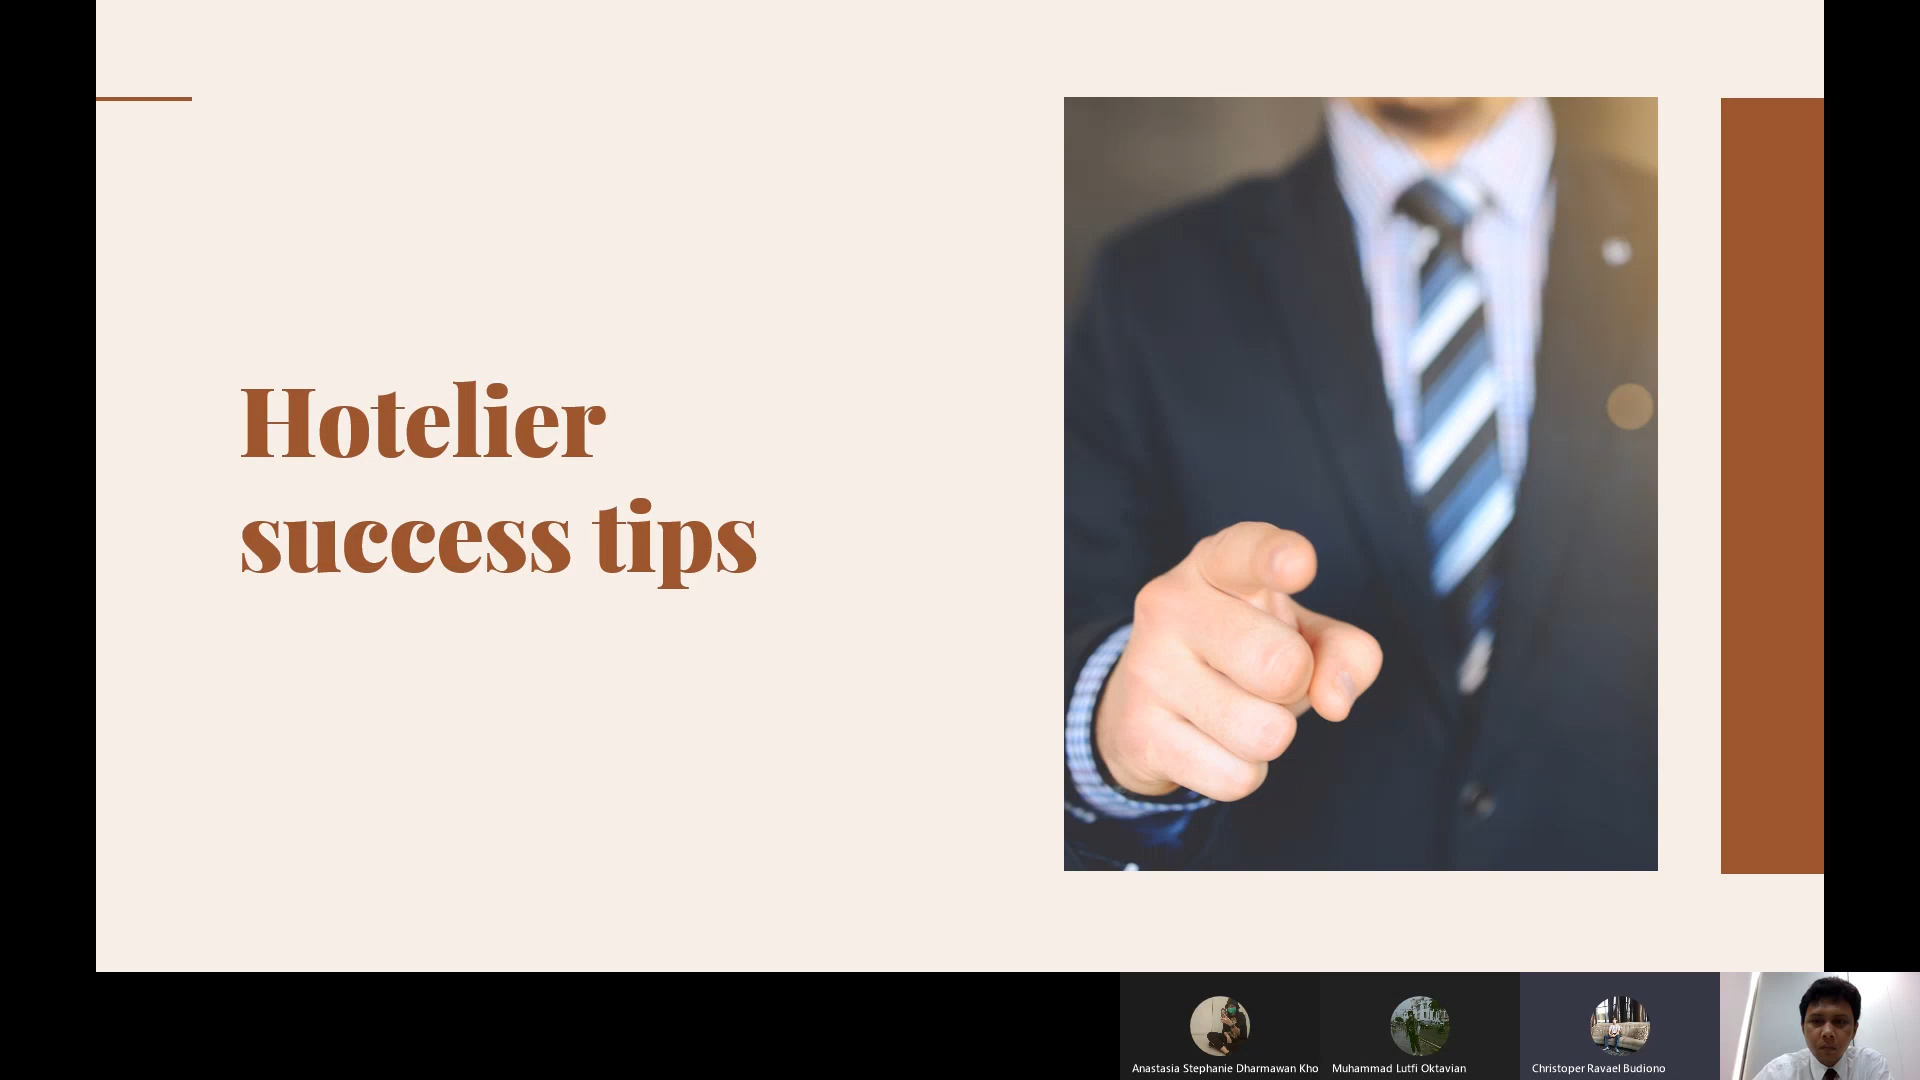 Hotelier
success tips
Anastasia Stephanie Dharmawan Kho
Muhammad Lutfi Oktavian
Christoper Ravael Budiono